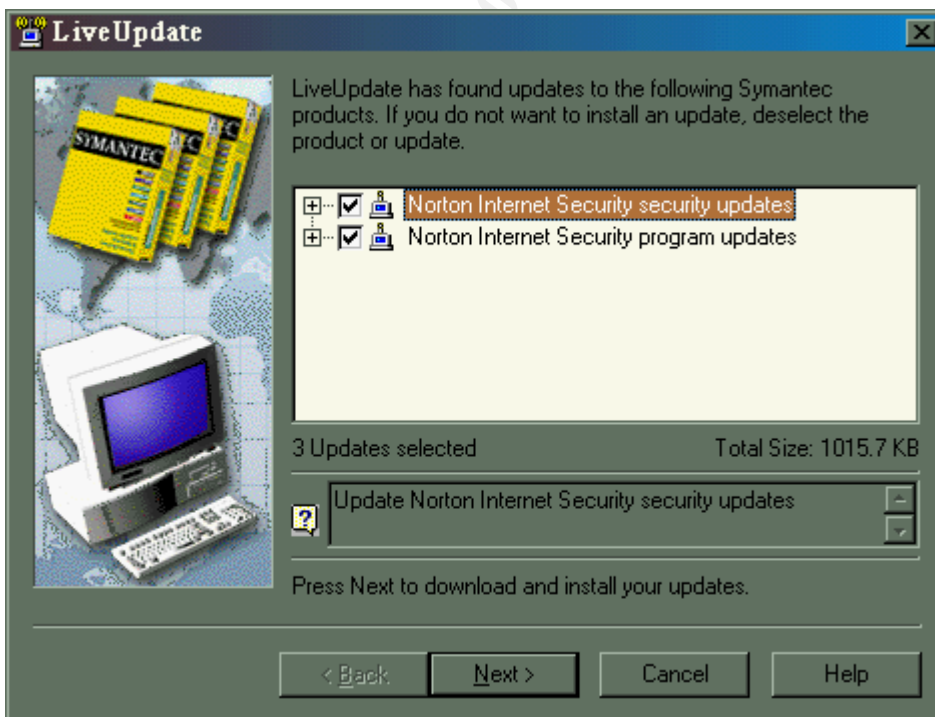 LiveUpdate
LiveUpdate has found updates to the following Symantec
products. If you do not want to install an update, deselect the
product or update.
SYMANTEC
Norton Internet Security security updates
Norton Internet Security program updates
3 Updates selected
Total Size: 1015.7 KB
Update Norton Internet Security security updates
Press Next to download and install your updates.
< Back
Next >
Cancel
Help